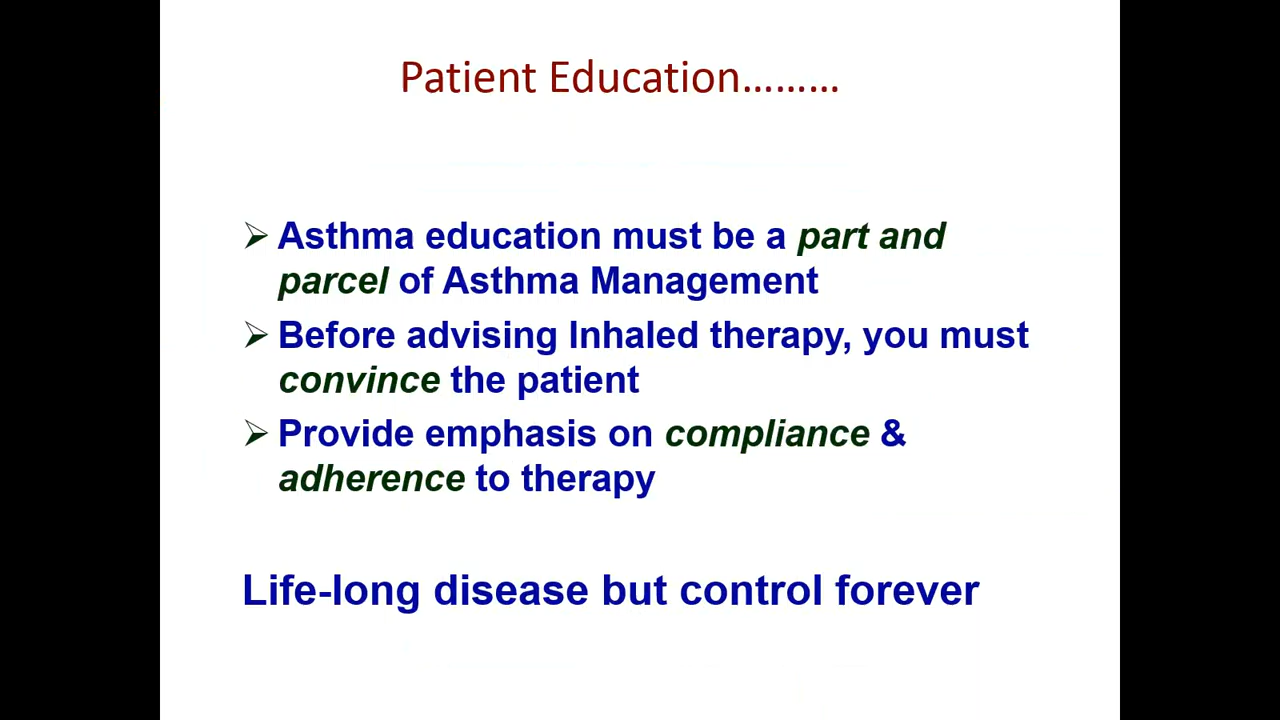 Patient Education.........
➢ Asthma education must be a part and
parcel of Asthma Management
➢ Before advising Inhaled therapy, you must
convince the patient
➢ Provide emphasis on compliance &
adherence to therapy
Life-long disease but control forever